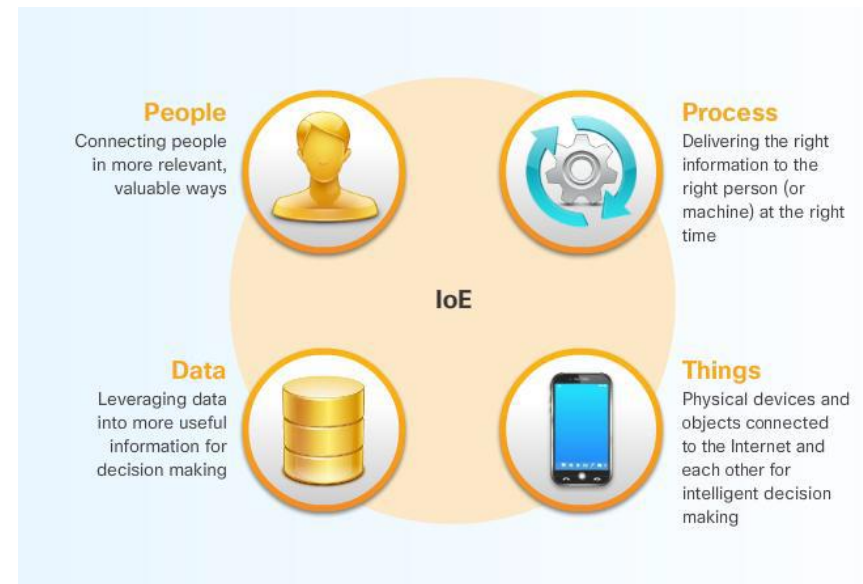 People
Connecting people
in more relevant,
valuable ways
Process
Delivering the right
information to the
right person (or
machine) at the right
time
IoE
Data
Leveraging data
into more useful
information for
decision making
Things
Physical devices and
objects connected
to the Internet and
each other for
intelligent decision
making